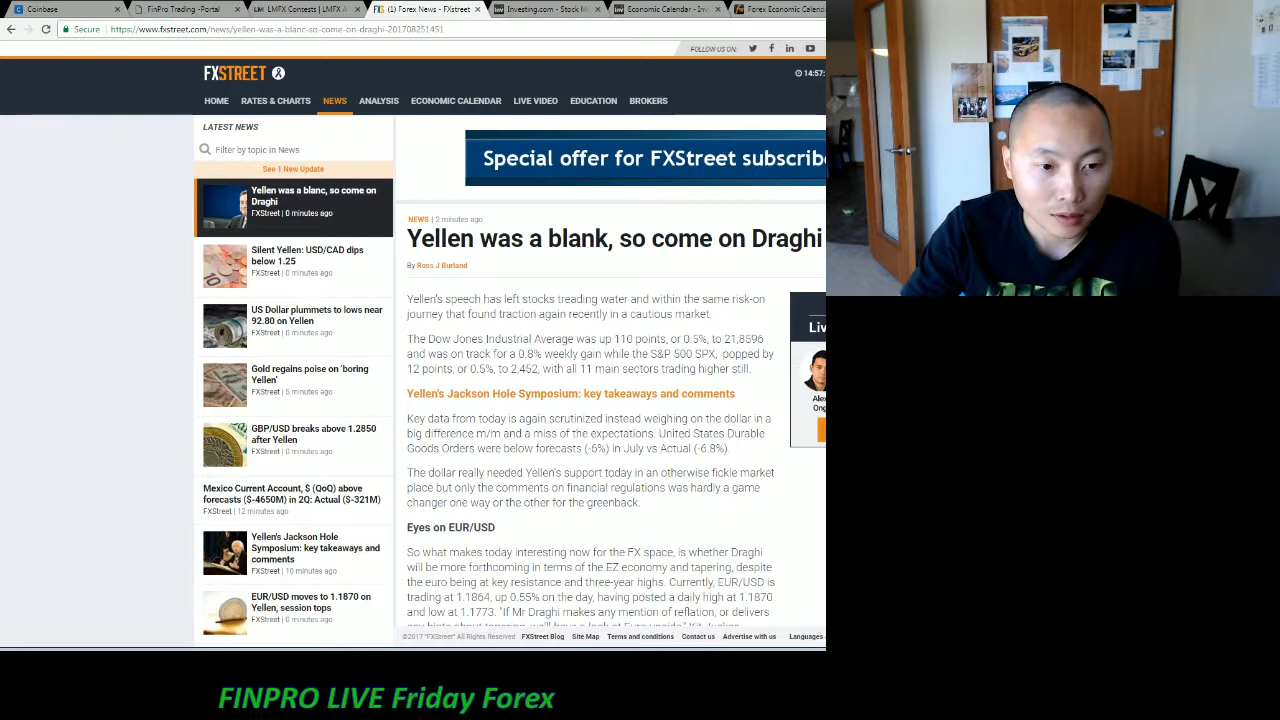 Coinbase
FinPro Trading -Portal
LMFX Contests | LMFX
(1) Forex News - FXstreet
Investing.com - Stock M
Economic Calendar - Inv
Forex Economic Calend
Secure
https://www.fxstreet.com/news/yellen-was-a-blanc-so-come-on-draghi-201708251451
FOLLOW US ON:
FXSTREET
14:57:
HOME RATES & CHARTS NEWS ANALYSIS ECONOMIC CALENDAR LIVE VIDEO EDUCATION BROKERS
LATEST NEWS
Filter by topic in News
See 1 New Update
Yellen was a blanc, so come on
Draghi
FXStreet | 0 minutes ago
Silent Yellen: USD/CAD dips
below 1.25
FXStreet | 0 minutes ago
US Dollar plummets to lows near
92.80 on Yellen
FXStreet | 0 minutes ago
Gold regains poise on 'boring
Yellen'
FXStreet | 5 minutes ago
GBP/USD breaks above 1.2850
after Yellen
FXStreet | 0 minutes ago
Mexico Current Account, $ (QoQ) above
forecasts ($-4650M) in 2Q: Actual ($-321M)
FXStreet | 12 minutes ago
Yellen's Jackson Hole
Symposium: key takeaways and
comments
FXStreet | 10 minutes ago
EUR/USD moves to 1.1870 on
Yellen, session tops
FXStreet | 0 minutes ago
Special offer for FXStreet subscribe
NEWS | 2 minutes ago
Yellen was a blank, so come on Draghi
By Ross J Burland
Yellen's speech has left stocks treading water and within the same risk-on
journey that found traction again recently in a cautious market.
The Dow Jones Industrial Average was up 110 points, or 0.5%, to 21,8596
and was on track for a 0.8% weekly gain while the S&P 500 SPX, popped by
12 points, or 0.5%, to 2,452, with all 11 main sectors trading higher still.
Yellen's Jackson Hole Symposium: key takeaways and comments
Key data from today is again scrutinized instead weighing on the dollar in a
big difference m/m and a miss of the expectations. United States Durable
Goods Orders were below forecasts (-6%) in July vs Actual (-6.8%).
The dollar really needed Yellen's support today in an otherwise fickle market
place but only the comments on financial regulations was hardly a game
changer one way or the other for the greenback.
Eyes on EUR/USD
So what makes today interesting now for the FX space, is whether Draghi
will be more forthcoming in terms of the EZ economy and tapering, despite
the euro being at key resistance and three-year highs. Currently, EUR/USD is
trading at 1.1864, up 0.55% on the day, having posted a daily high at 1.1870
and low at 1.1773. "If Mr Draghi makes any mention of reflation, or delivers
Liv
Ale
Ong
©2017 "FXStreet" All Rights Reserved FXStreet Blog Site Map Terms and conditions Contact us Advertise with us Languages
FINPRO LIVE Friday Forex